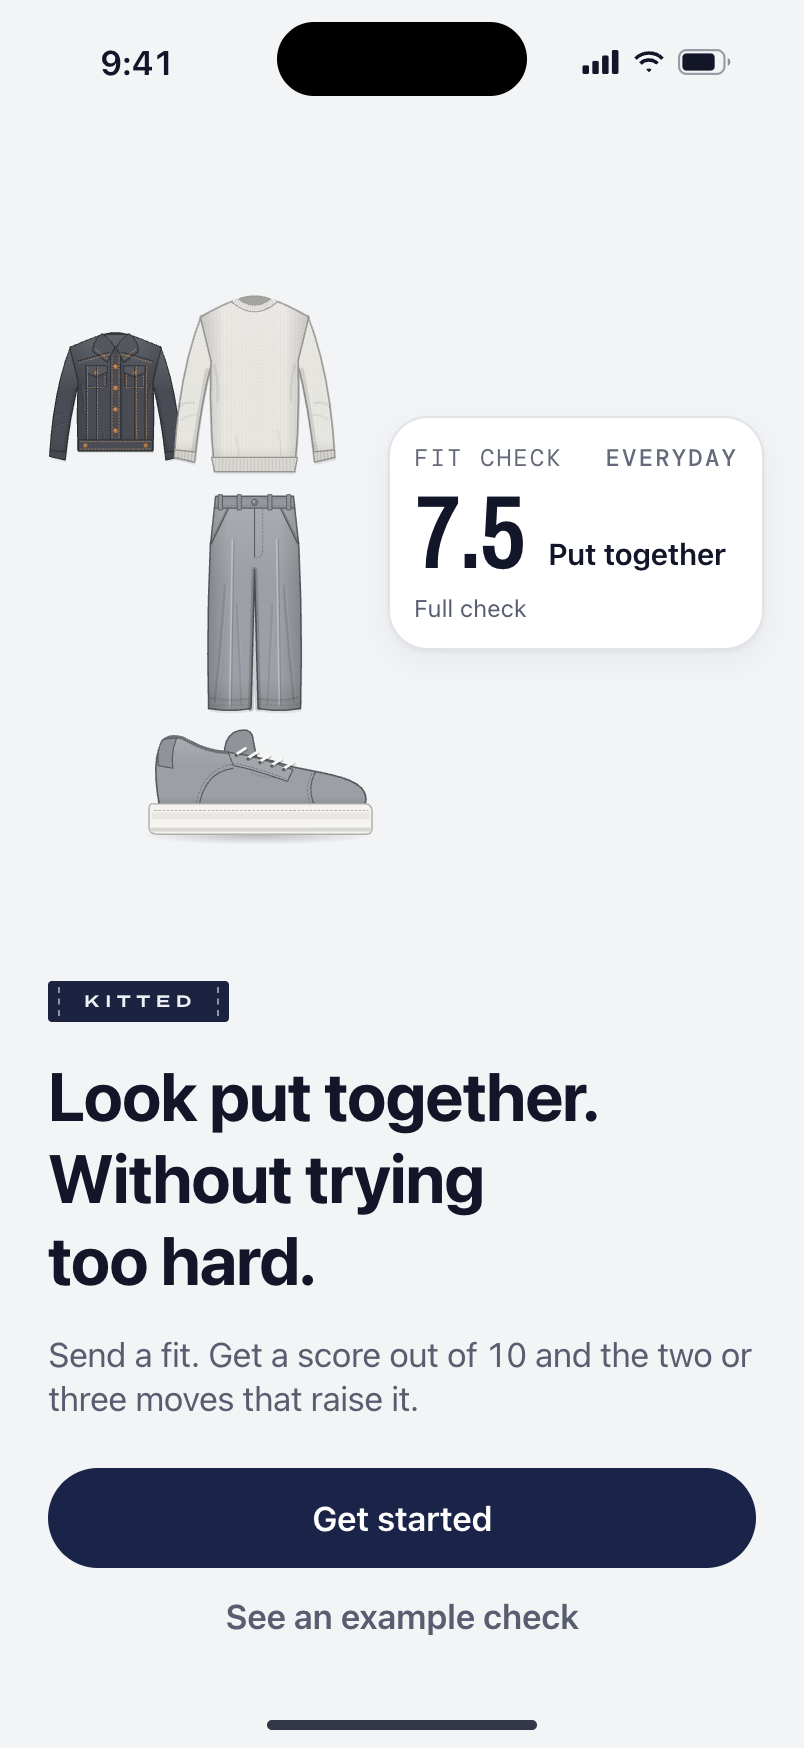 9:41
FIT CHECK EVERYDAY
7.5 Put together
Full check
KITTED
Look put together.
Without trying
too hard.
Send a fit. Get a score out of 10 and the two or
three moves that raise it.
Get started
See an example check